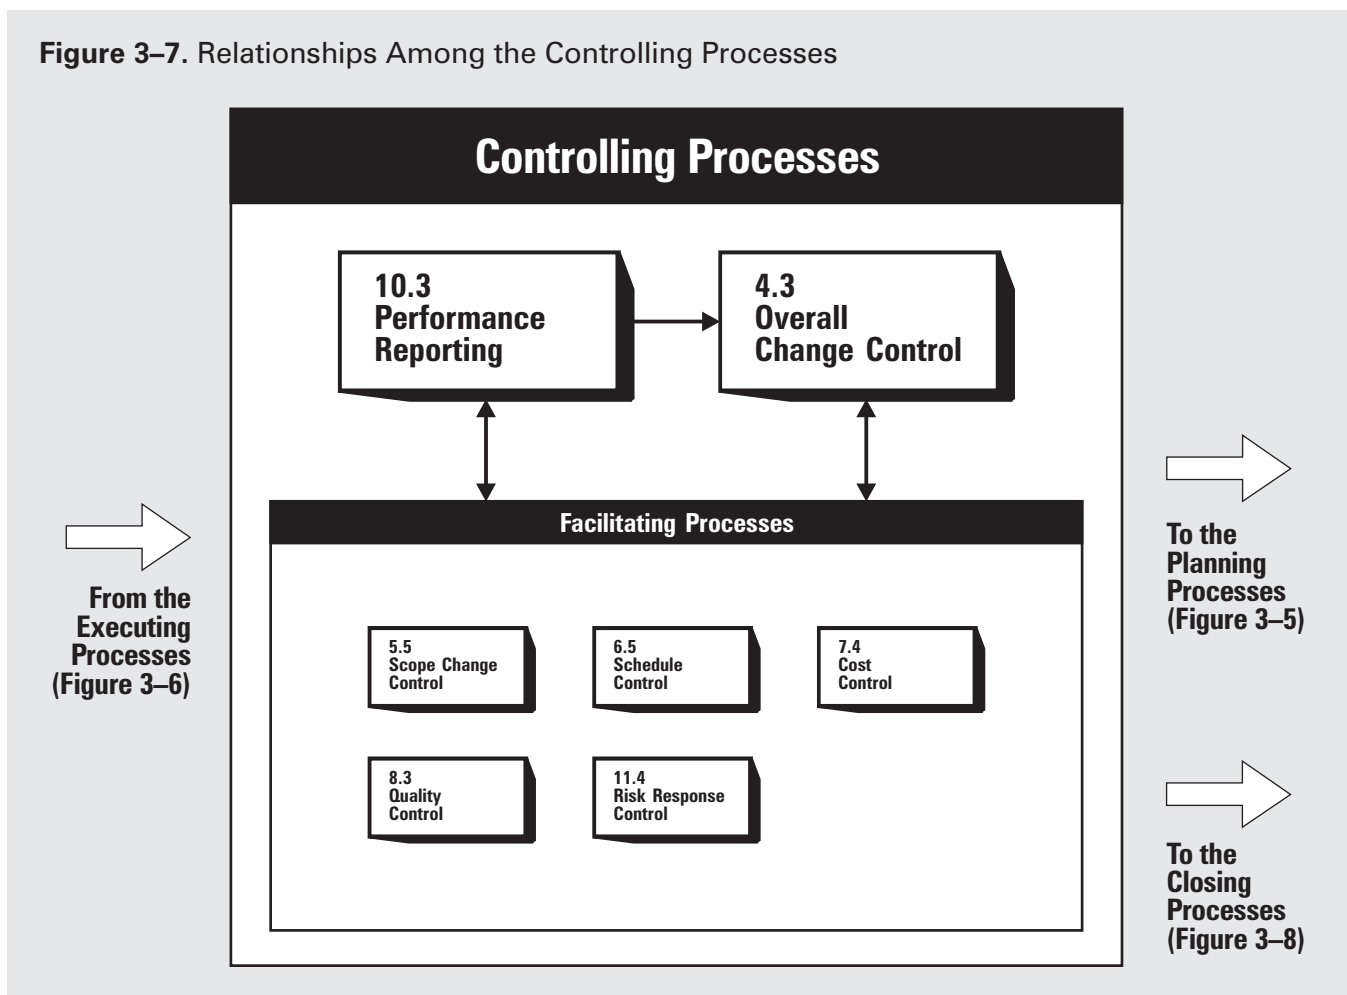 Figure 3–7. Relationships Among the Controlling Processes
Controlling Processes
10.3
Performance
Reporting
4.3
Overall
Change Control
Facilitating Processes
5.5
Scope Change
Control
6.5
Schedule
Control
7.4
Cost
Control
8.3
Quality
Control
11.4
Risk Response
Control
From the
Executing
Processes
(Figure 3–6)
To the
Planning
Processes
(Figure 3–5)
To the
Closing
Processes
(Figure 3–8)